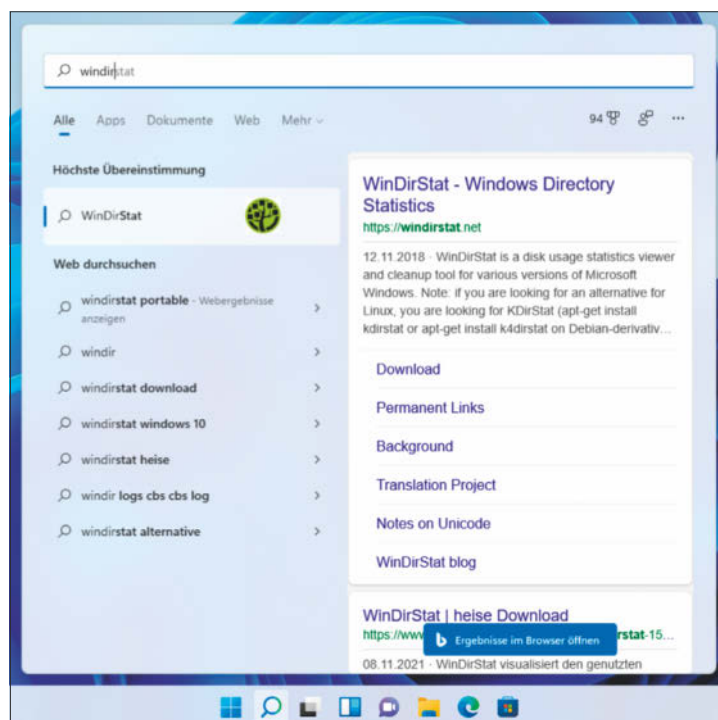 windirstat
Alle Apps Dokumente Web Mehr
94
Höchste Übereinstimmung
WinDirStat
Web durchsuchen
windirstat portable - Webergebnisse
anzeigen
windir
windirstat download
windirstat windows 10
windirstat heise
windir logs cbs cbs log
windirstat alternative
WinDirStat - Windows Directory
Statistics
https://windirstat.net
12.11.2018 · WinDirStat is a disk usage statistics viewer
and cleanup tool for various versions of Microsoft
Windows. Note: if you are looking for an alternative for
Linux, you are looking for KDirStat (apt-get install
kdirstat or apt-get install k4dirstat on Debian-derivativ...
Download
Permanent Links
Background
Translation Project
Notes on Unicode
WinDirStat blog
WinDirStat | heise Download
https://www
rstat-15...
Ergebnisse im Browser öffnen
08.11.2021 · WinDirStat visualisiert den genutzten